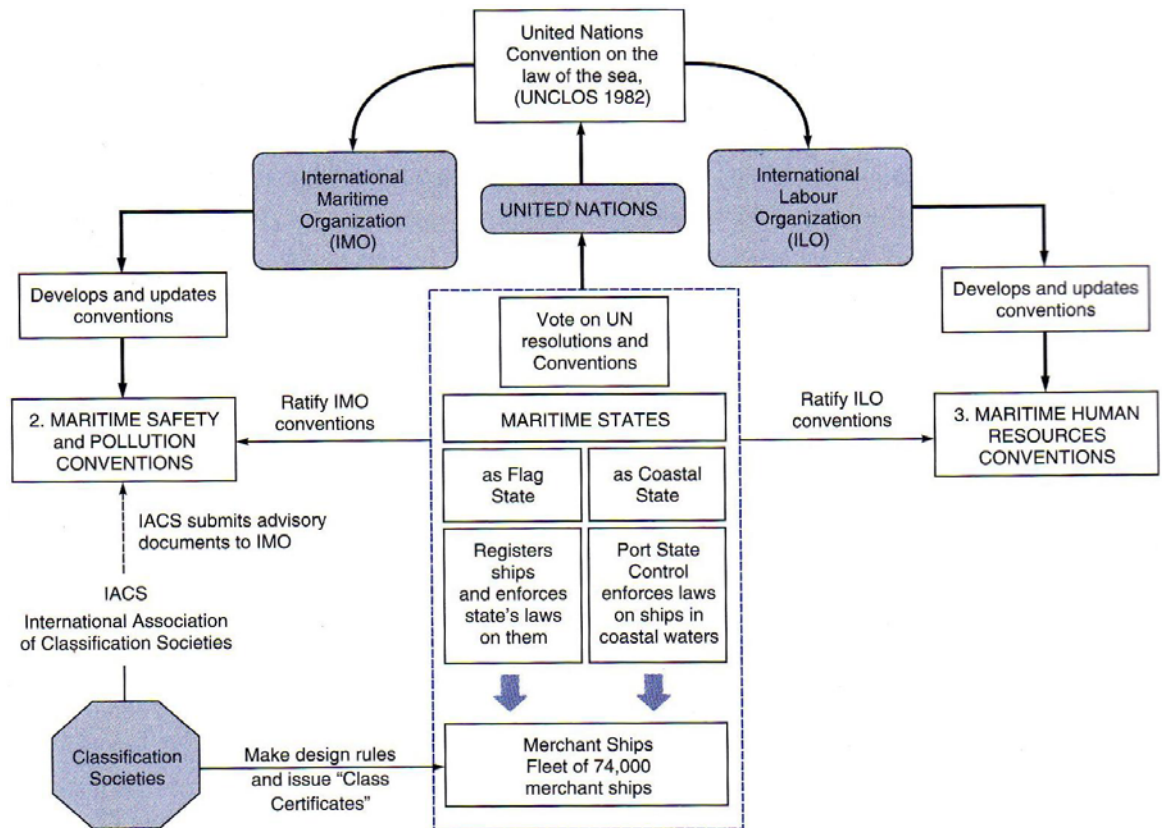 United Nations
Convention on the
law of the sea,
(UNCLOS 1982)
International
Maritime
Organization
(IMO)
UNITED NATIONS
International
Labour
Organization
(ILO)
Develops and updates
conventions
Vote on UN
resolutions and
Conventions
Develops and updates
conventions
2. MARITIME SAFETY
and POLLUTION
CONVENTIONS
Ratify IMO
conventions
MARITIME STATES
Ratify ILO
conventions
3. MARITIME HUMAN
RESOURCES
CONVENTIONS
as Flag
State
as Coastal
State
IACS submits advisory
documents to IMO
Registers
ships
and enforces
state's laws
on them
Port State
Control
enforces laws
on ships in
coastal waters
IACS
International Association
of Classification Societies
Classification
Societies
Make design rules
and issue “Class
Certificates”
Merchant Ships
Fleet of 74,000
merchant ships